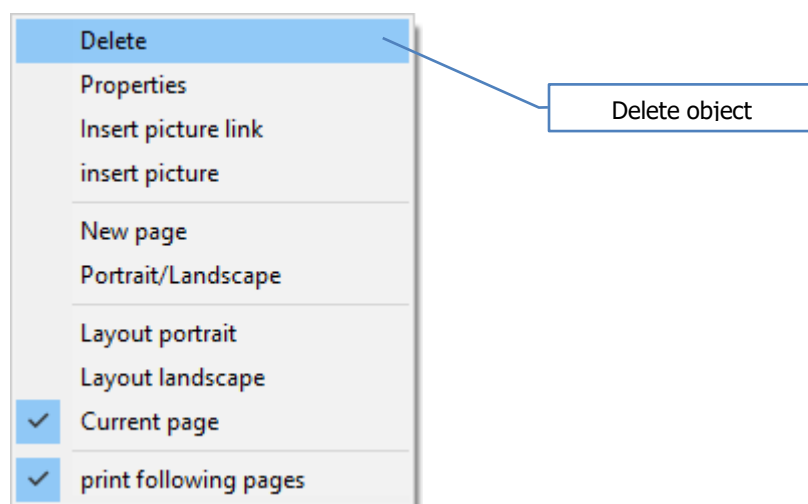 Delete
Delete object
Properties
Insert picture link
insert picture
New page
Portrait/Landscape
Layout portrait
Layout landscape
Current page
print following pages